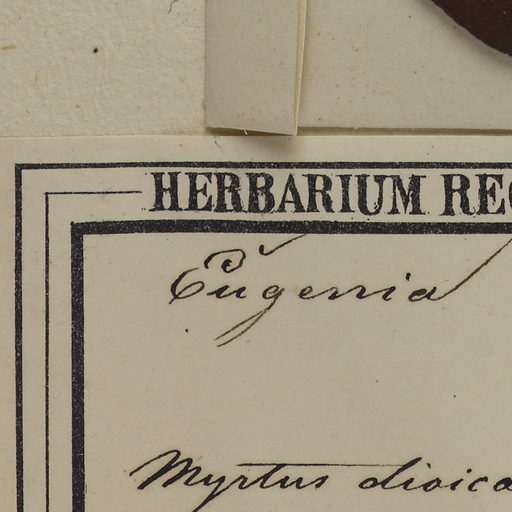 HERBARIUM REG
Eugenia
Myrtus dioica